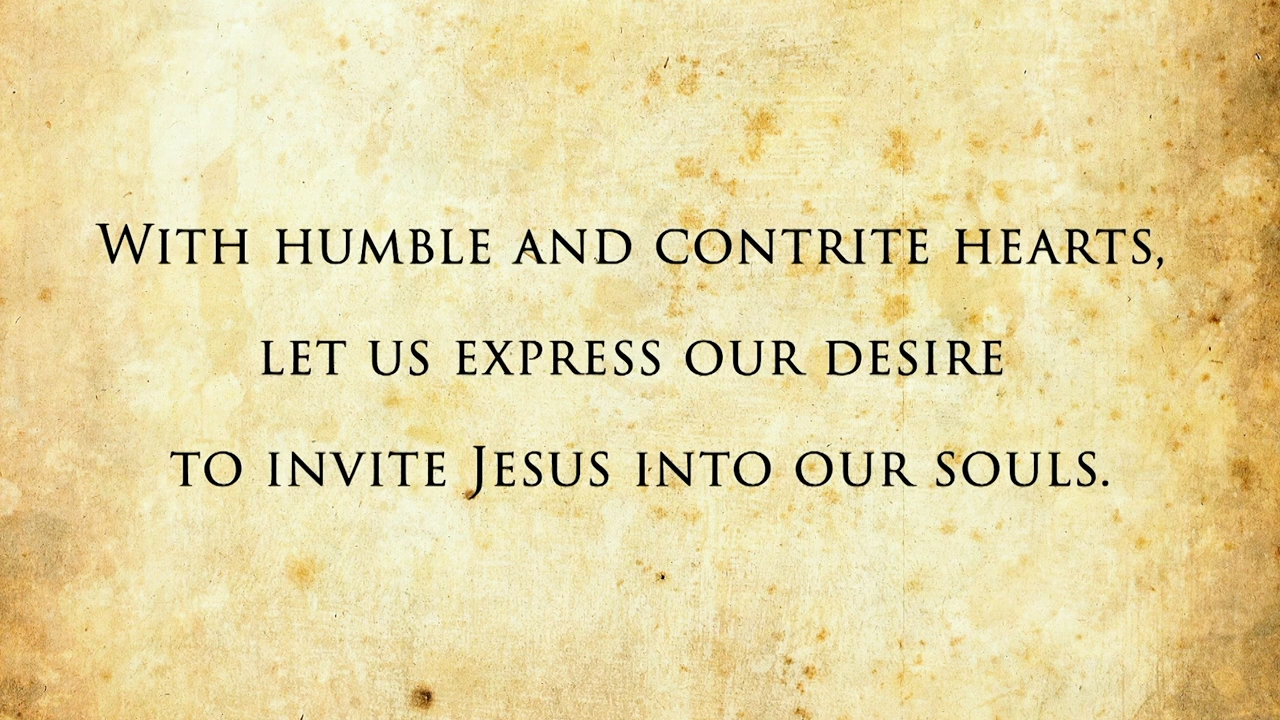 With humble and contrite hearts,
let us express our desire
to invite Jesus into our souls.